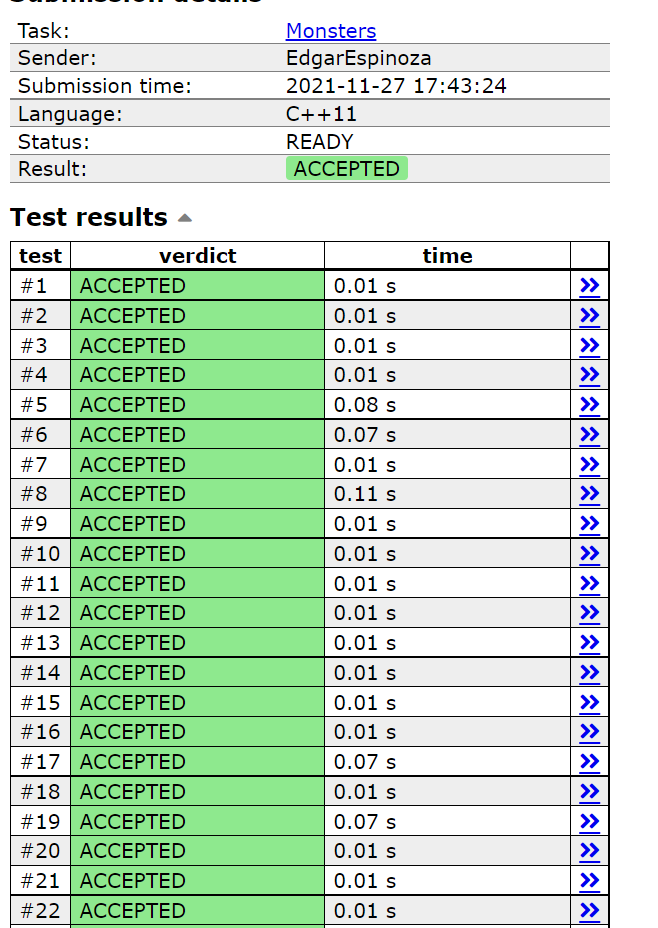 Submission details
Task: Monsters
Sender: EdgarEspinoza
Submission time: 2021-11-27 17:43:24
Language: C++11
Status: READY
Result: ACCEPTED
Test results
test verdict time
#1 ACCEPTED 0.01 s »
#2 ACCEPTED 0.01 s »
#3 ACCEPTED 0.01 s »
#4 ACCEPTED 0.01 s »
#5 ACCEPTED 0.08 s »
#6 ACCEPTED 0.07 s »
#7 ACCEPTED 0.01 s »
#8 ACCEPTED 0.11 s »
#9 ACCEPTED 0.01 s »
#10 ACCEPTED 0.01 s »
#11 ACCEPTED 0.01 s »
#12 ACCEPTED 0.01 s »
#13 ACCEPTED 0.01 s »
#14 ACCEPTED 0.01 s »
#15 ACCEPTED 0.01 s »
#16 ACCEPTED 0.01 s »
#17 ACCEPTED 0.07 s »
#18 ACCEPTED 0.01 s »
#19 ACCEPTED 0.07 s »
#20 ACCEPTED 0.01 s »
#21 ACCEPTED 0.01 s »
#22 ACCEPTED 0.01 s »